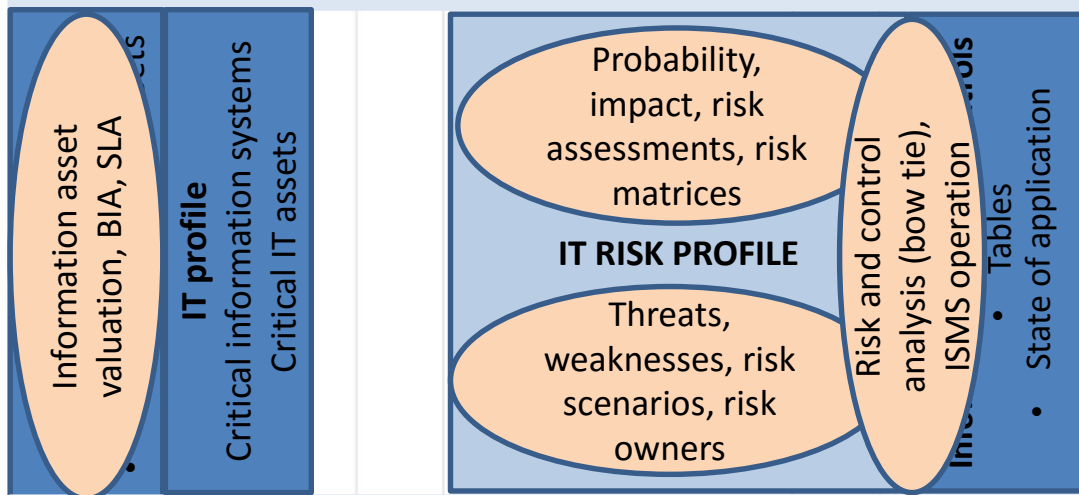 Information asset
valuation, BIA, SLA
IT profile
Critical information systems
Critical IT assets
Probability,
impact, risk
assessments, risk
matrices
IT RISK PROFILE
Threats,
weaknesses, risk
scenarios, risk
owners
Risk and control
analysis (bow tie),
ISMS operation
• Tables
• State of application